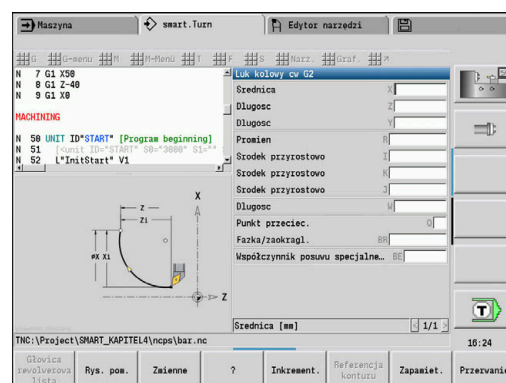 Maszyna
smart.Turn
Edytor narzędzi
G G-menu M M-Menü T F S Narz. Graf.
N 7 G1 X50
N 8 G1 Z-40
N 9 G1 X0
MACHINING
N 50 UNIT ID"START" [Program beginning]
N 51 [<unit ID="START" S0="3000" S1=""
N 52 L"InitStart" V1
Luk kolowy cw G2
Srednica X
Dlugosc Z
Dlugosc Y
Promien R
Srodek przyrostowo I
Srodek przyrostowo K
Srodek przyrostowo J
Dlugosc W
Punkt przeciec. Q
Fazka/zaokragl. BR
Współczynnik posuvu specjalne… BE
Srednica [mm] 1/1
X
Z
Zi
øX Xi
Z
T
TNC:\Project\SMART_KAPITEL4\ncps\bar.nc
16:24
Głovica revolverova lista
Rys. pom.
Zmienne
?
Inkrement.
Referencja konturu
Zapamiet.
Przervanie